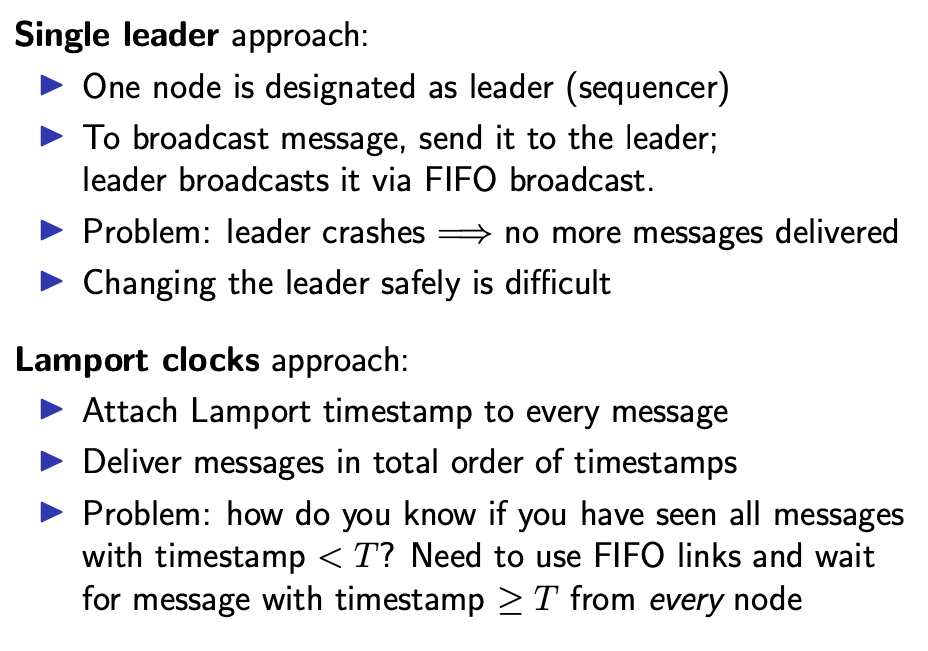 Single leader approach:
▶ One node is designated as leader (sequencer)
▶ To broadcast message, send it to the leader;
leader broadcasts it via FIFO broadcast.
▶ Problem: leader crashes ⟹ no more messages delivered
▶ Changing the leader safely is difficult
Lamport clocks approach:
▶ Attach Lamport timestamp to every message
▶ Deliver messages in total order of timestamps
▶ Problem: how do you know if you have seen all messages
with timestamp < T? Need to use FIFO links and wait
for message with timestamp ≥ T from every node